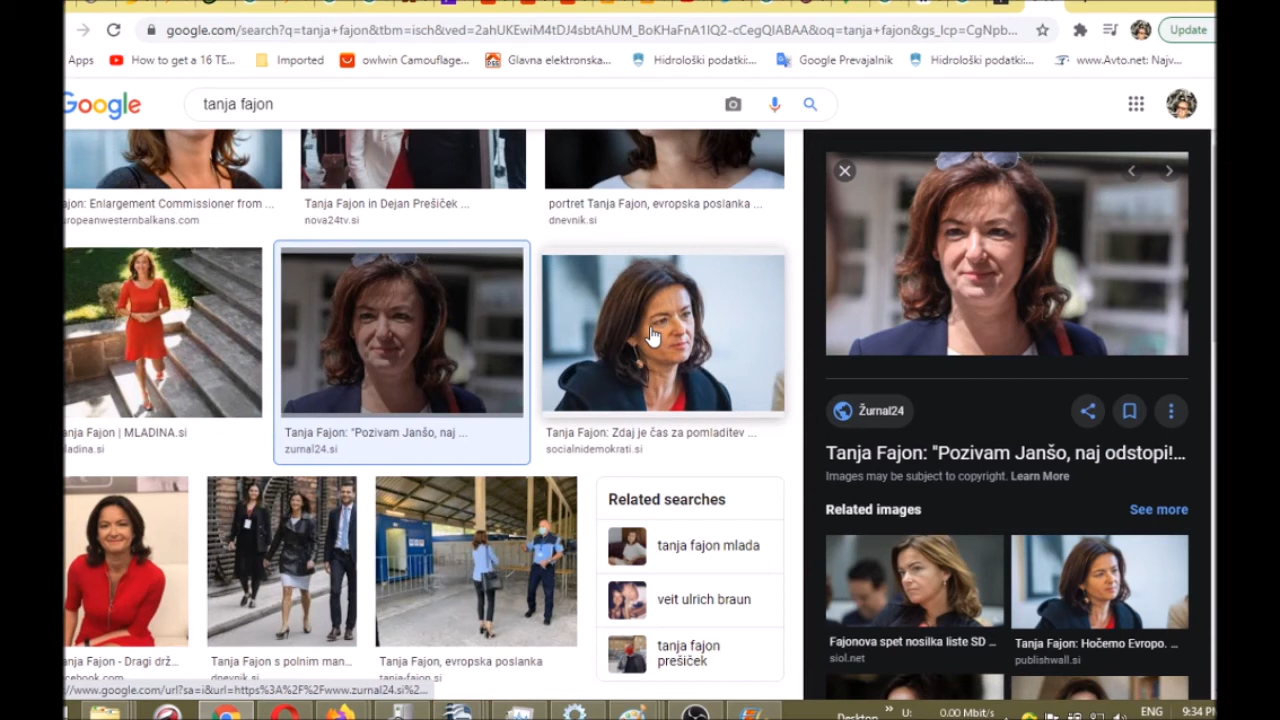 google.com/search?q=tanja+fajon&tbm=isch&ved=2ahUKEwiM4tDJ4sbtAhUM_BoKHaFnA1IQ2-cCegQIABAA&oq=tanja+fajon&gs_lcp=CgNpb...
Update
Apps
How to get a 16 TE...
Imported
owlwin Camouflage...
Glavna elektronska...
Hidrološki podatki:...
Google Prevajalnik
Hidrološki podatki:...
www.Avto.net: Najv...
Google
tanja fajon
ajon: Enlargement Commissioner from ...
uropeanwesternbalkans.com
Tanja Fajon in Dejan Prešiček ...
nova24tv.si
portret Tanja Fajon, evropska poslanka ...
dnevnik.si
anja Fajon | MLADINA.si
ladina.si
Tanja Fajon: "Pozivam Janšo, naj ...
zurnal24.si
Tanja Fajon: Zdaj je čas za pomladitev ...
socialnidemokrati.si
anja Fajon - Dragi drž...
cebook.com
Tanja Fajon s polnim man...
dnevnik.si
Tanja Fajon, evropska poslanka
tanja-fajon.si
Related searches
tanja fajon mlada
veit ulrich braun
tanja fajon
prešiček
Žurnal24
Tanja Fajon: "Pozivam Janšo, naj odstopi!...
Images may be subject to copyright. Learn More
Related images
See more
Fajonova spet nosilka liste SD ...
siol.net
Tanja Fajon: Hočemo Evropo. ...
publishwall.si
//www.google.com/url?sa=i&url=https%3A%2F%2Fwww.zurnal24.si%2...
Desktop
U:
0.00 Mbit/s
ENG
9:34 PM